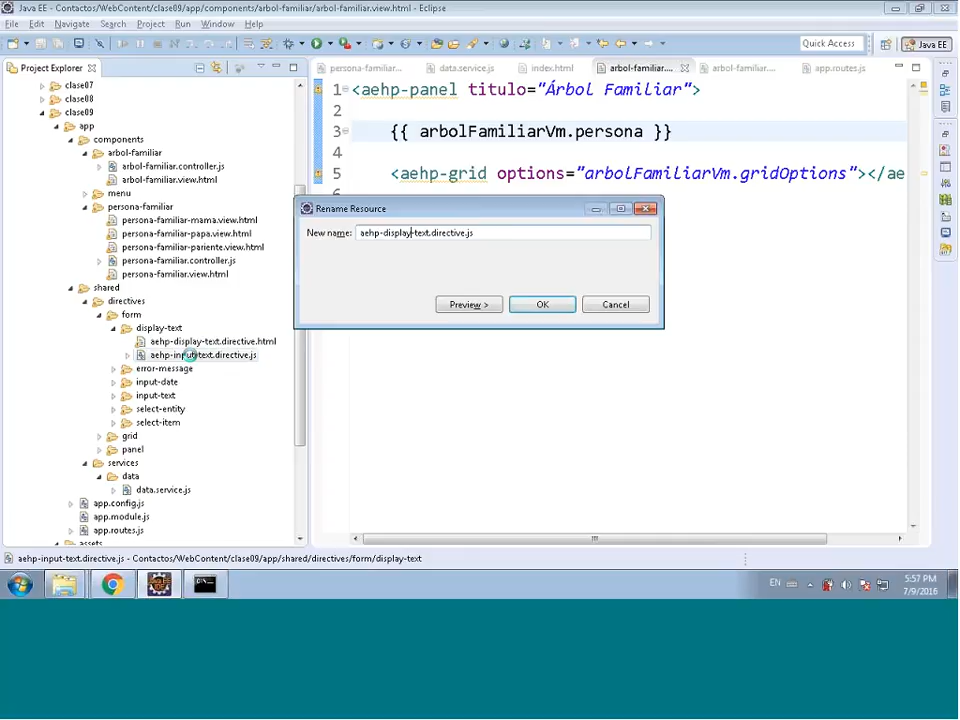 Java EE - Contactos/WebContent/clase09/app/components/arbol-familiar/arbol-familiar.view.html - Eclipse
File Edit Navigate Search Project Run Window Help
Quick Access
Java EE
Project Explorer
persona-familiar...
data.service.js
index.html
arbol-familiar....
arbol-familiar....
app.routes.js
clase07
clase08
clase09
app
components
arbol-familiar
arbol-familiar.controller.js
arbol-familiar.view.html
menu
persona-familiar
persona-familiar-mama.view.html
persona-familiar-papa.view.html
persona-familiar-pariente.view.html
persona-familiar.controller.js
persona-familiar.view.html
shared
directives
form
display-text
aehp-display-text.directive.html
aehp-input-text.directive.js
error-message
input-date
input-text
select-entity
select-item
grid
panel
services
data
data.service.js
app.config.js
app.module.js
app.routes.js
assets
1 <aehp-panel titulo="Árbol Familiar">
2
3 {{ arbolFamiliarVm.persona }}
4
5 <aehp-grid options="arbolFamiliarVm.gridOptions"></ae
Rename Resource
New name: aehp-display-text.directive.js
Preview > OK Cancel
aehp-input-text.directive.js - Contactos/WebContent/clase09/app/shared/directives/form/display-text
EN
5:57 PM
7/9/2016